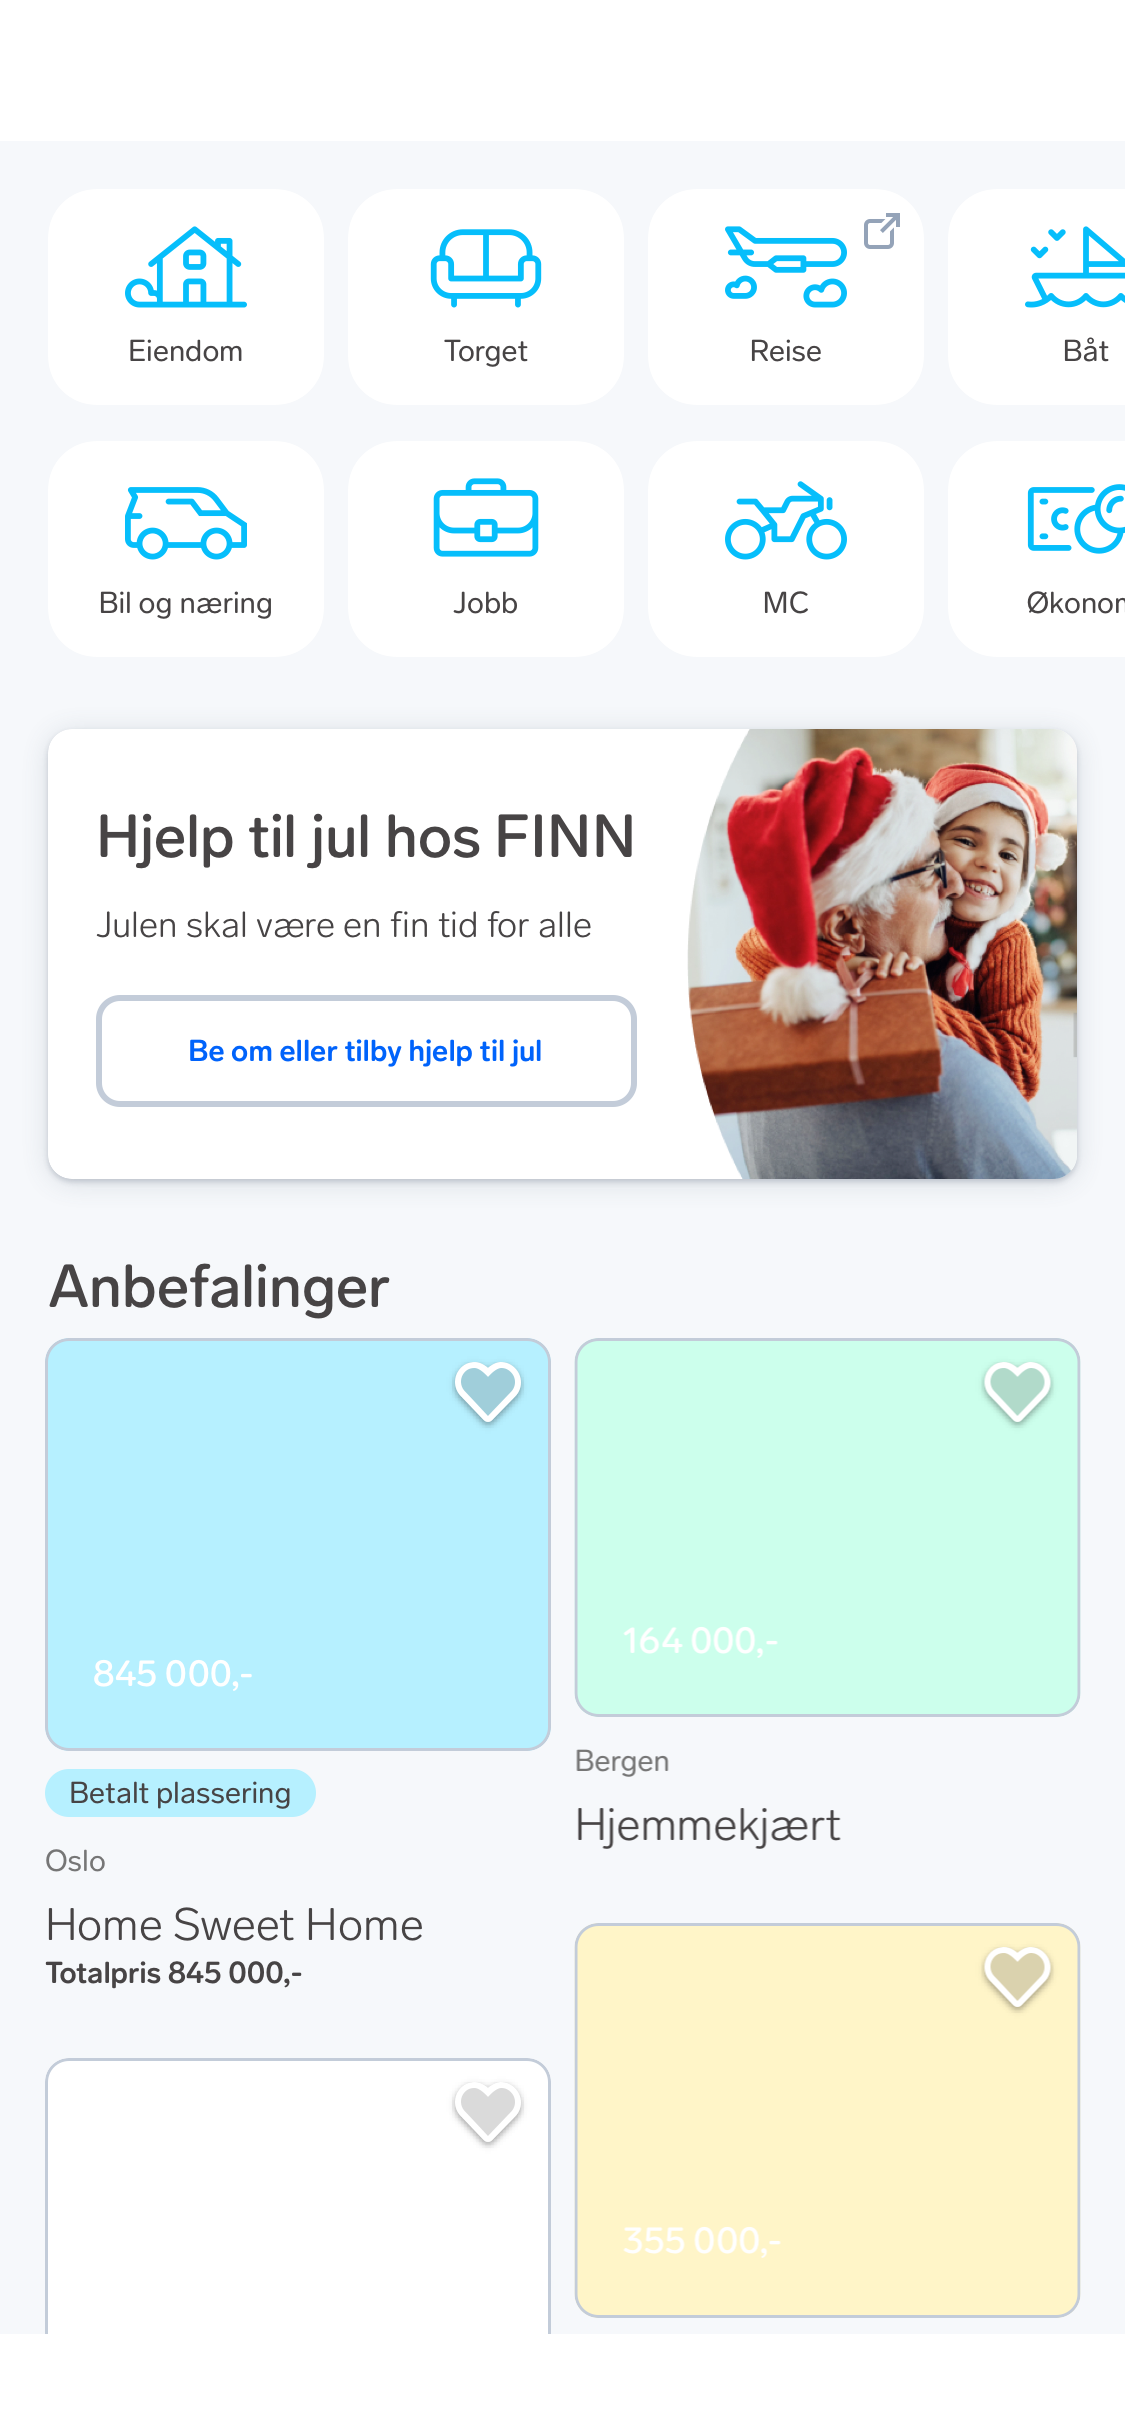 Eiendom
Torget
Reise
Båt
Bil og næring
Jobb
MC
Økonom
Hjelp til jul hos FINN
Julen skal være en fin tid for alle
Be om eller tilby hjelp til jul
Anbefalinger
845 000,-
Betalt plassering
Oslo
Home Sweet Home
Totalpris 845 000,-
164 000,-
Bergen
Hjemmekjært
355 000,-